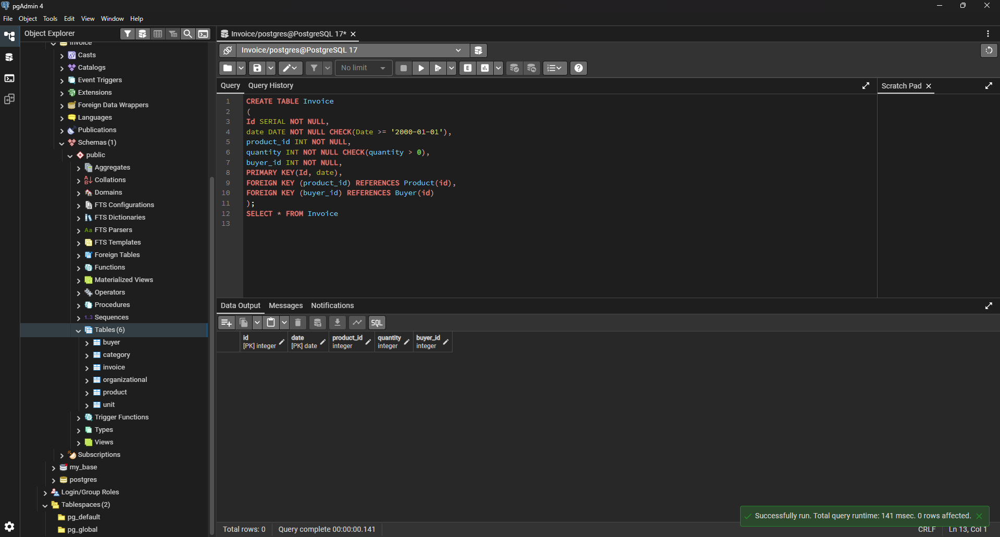 pgAdmin 4
File Object Tools Edit View Window Help
Object Explorer
Invoice
Casts
Catalogs
Event Triggers
Extensions
Foreign Data Wrappers
Languages
Publications
Schemas (1)
public
Aggregates
Collations
Domains
FTS Configurations
FTS Dictionaries
Aa FTS Parsers
FTS Templates
Foreign Tables
Functions
Materialized Views
Operators
Procedures
1..3 Sequences
Tables (6)
buyer
category
invoice
organizational
product
unit
Trigger Functions
Types
Views
Subscriptions
my_base
postgres
Login/Group Roles
Tablespaces (2)
pg_default
pg_global
Invoice/postgres@PostgreSQL 17*
Invoice/postgres@PostgreSQL 17
No limit
E
Query Query History
Scratch Pad
1 CREATE TABLE Invoice
2 (
3 Id SERIAL NOT NULL,
4 date DATE NOT NULL CHECK(Date >= '2000-01-01'),
5 product_id INT NOT NULL,
6 quantity INT NOT NULL CHECK(quantity > 0),
7 buyer_id INT NOT NULL,
8 PRIMARY KEY(Id, date),
9 FOREIGN KEY (product_id) REFERENCES Product(id),
10 FOREIGN KEY (buyer_id) REFERENCES Buyer(id)
11 );
12 SELECT * FROM Invoice
13
Data Output Messages Notifications
SQL
id date product_id quantity buyer_id
[PK] integer [PK] date integer integer integer
Successfully run. Total query runtime: 141 msec. 0 rows affected.
Total rows: 0 Query complete 00:00:00.141 CRLF Ln 13, Col 1